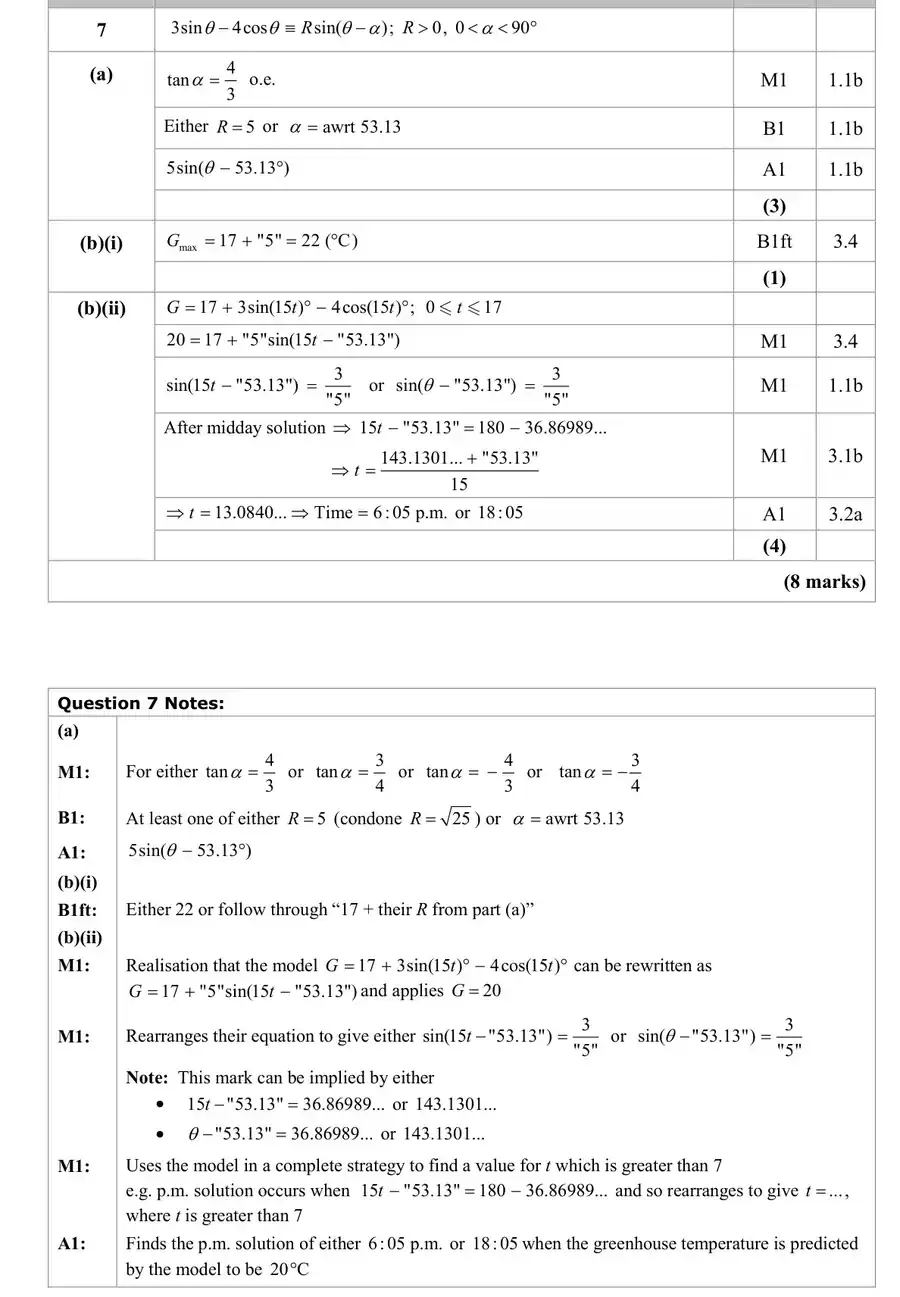 7 3sinθ − 4cosθ ≡ Rsin(θ − α); R > 0, 0 < α < 90°
(a) tanα = 4/3 o.e. M1 1.1b
Either R = 5 or α = awrt 53.13 B1 1.1b
5sin(θ − 53.13°) A1 1.1b
(3)
(b)(i) Gmax = 17 + "5" = 22 (°C) B1ft 3.4
(1)
(b)(ii) G = 17 + 3sin(15t)° − 4cos(15t)°; 0 ⩽ t ⩽ 17
20 = 17 + "5"sin(15t − "53.13") M1 3.4
sin(15t − "53.13") = 3/"5" or sin(θ − "53.13") = 3/"5" M1 1.1b
After midday solution ⇒ 15t − "53.13" = 180 − 36.86989...
⇒ t = (143.1301... + "53.13")/15 M1 3.1b
⇒ t = 13.0840... ⇒ Time = 6:05 p.m. or 18:05 A1 3.2a
(4)
(8 marks)
Question 7 Notes:
(a)
M1: For either tanα = 4/3 or tanα = 3/4 or tanα = −4/3 or tanα = −3/4
B1: At least one of either R = 5 (condone R = √25) or α = awrt 53.13
A1: 5sin(θ − 53.13°)
(b)(i)
B1ft: Either 22 or follow through “17 + their R from part (a)”
(b)(ii)
M1: Realisation that the model G = 17 + 3sin(15t)° − 4cos(15t)° can be rewritten as
G = 17 + "5"sin(15t − "53.13") and applies G = 20
M1: Rearranges their equation to give either sin(15t − "53.13") = 3/"5" or sin(θ − "53.13") = 3/"5"
Note: This mark can be implied by either
• 15t − "53.13" = 36.86989... or 143.1301...
• θ − "53.13" = 36.86989... or 143.1301...
M1: Uses the model in a complete strategy to find a value for t which is greater than 7
e.g. p.m. solution occurs when 15t − "53.13" = 180 − 36.86989... and so rearranges to give t = ...,
where t is greater than 7
A1: Finds the p.m. solution of either 6:05 p.m. or 18:05 when the greenhouse temperature is predicted
by the model to be 20°C